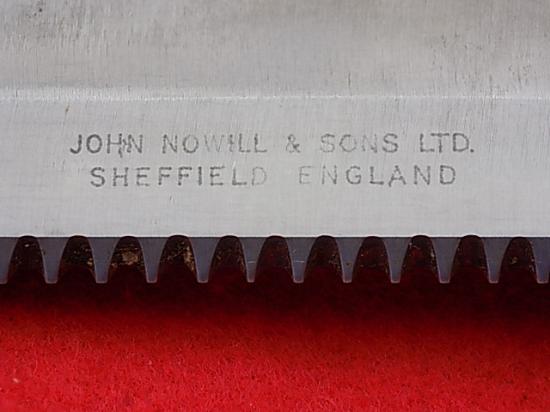 JOHN NOWILL & SONS LTD.
SHEFFIELD ENGLAND